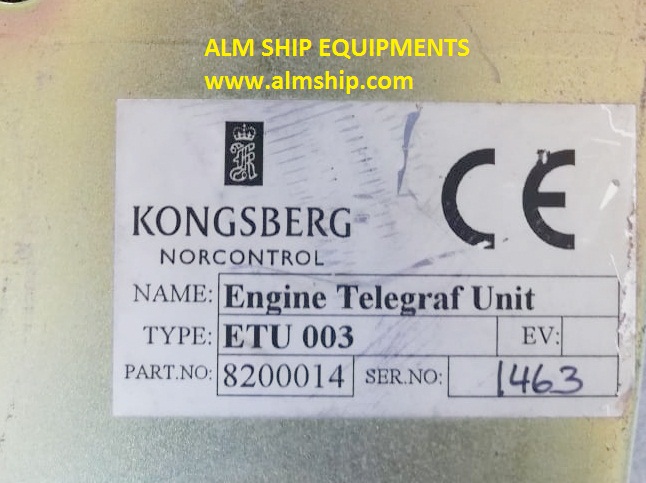 ALM SHIP EQUIPMENTS
www.almship.com
CE
KONGSBERG
NORCONTROL
NAME: Engine Telegraf Unit
TYPE: ETU 003 EV:
PART.NO: 8200014 SER.NO: 1463